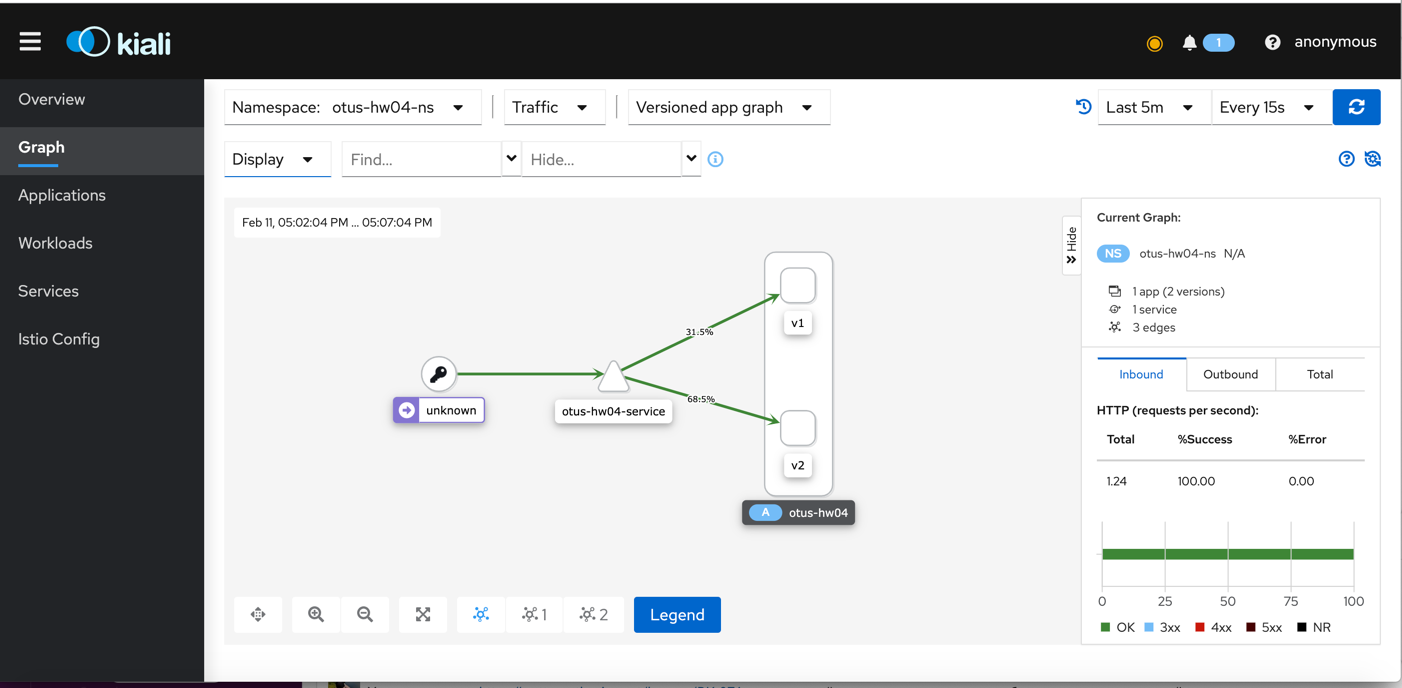 kiali
1
anonymous
Overview
Graph
Applications
Workloads
Services
Istio Config
Namespace: otus-hw04-ns
Traffic
Versioned app graph
Last 5m
Every 15s
Display
Find...
Hide...
Feb 11, 05:02:04 PM ... 05:07:04 PM
Hide
31.5%
68.5%
v1
v2
unknown
otus-hw04-service
A otus-hw04
1
2
Legend
Current Graph:
NS otus-hw04-ns N/A
1 app (2 versions)
1 service
3 edges
Inbound Outbound Total
HTTP (requests per second):
Total %Success %Error
1.24 100.00 0.00
0 25 50 75 100
OK 3xx 4xx 5xx NR